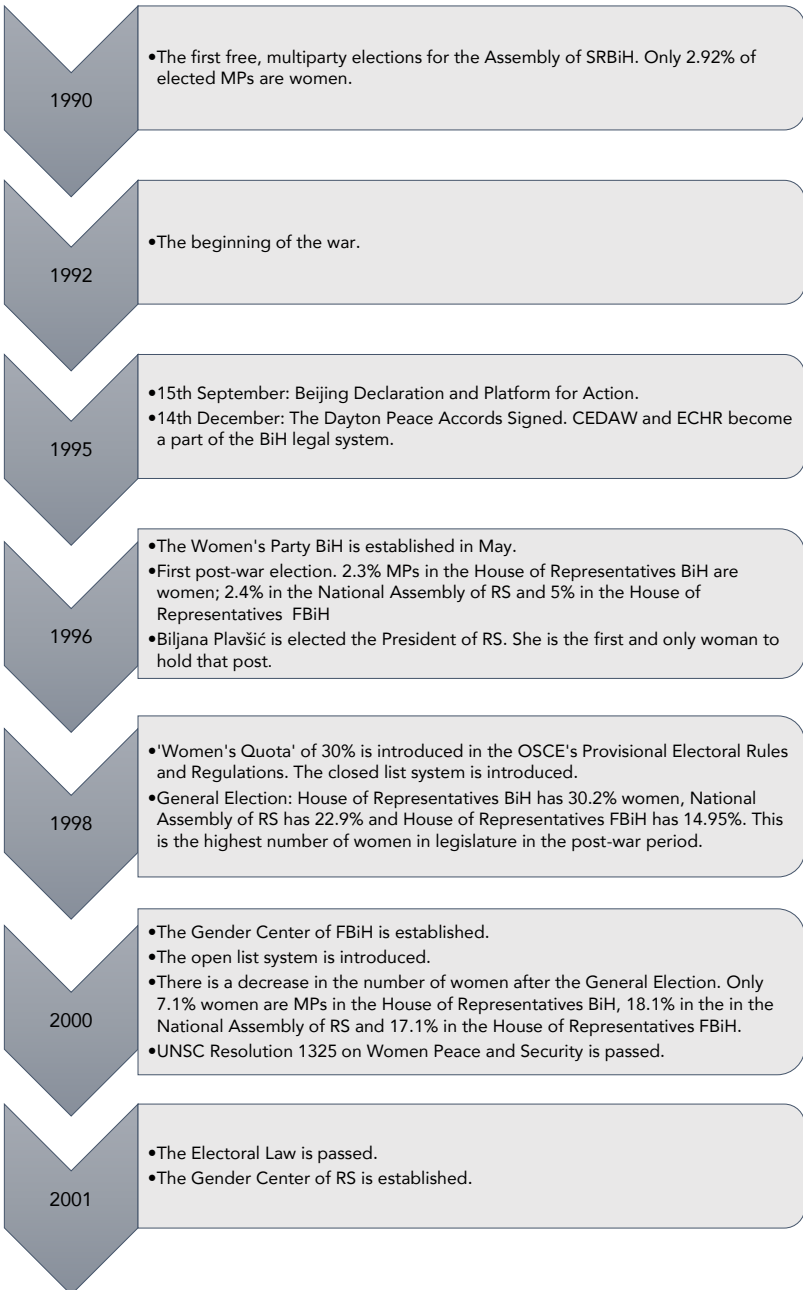 1990
•The first free, multiparty elections for the Assembly of SRBiH. Only 2.92% of
elected MPs are women.
1992
•The beginning of the war.
1995
•15th September: Beijing Declaration and Platform for Action.
•14th December: The Dayton Peace Accords Signed. CEDAW and ECHR become
a part of the BiH legal system.
1996
•The Women's Party BiH is established in May.
•First post-war election. 2.3% MPs in the House of Representatives BiH are
women; 2.4% in the National Assembly of RS and 5% in the House of
Representatives FBiH
•Biljana Plavšić is elected the President of RS. She is the first and only woman to
hold that post.
1998
•'Women's Quota' of 30% is introduced in the OSCE's Provisional Electoral Rules
and Regulations. The closed list system is introduced.
•General Election: House of Representatives BiH has 30.2% women, National
Assembly of RS has 22.9% and House of Representatives FBiH has 14.95%. This
is the highest number of women in legislature in the post-war period.
2000
•The Gender Center of FBiH is established.
•The open list system is introduced.
•There is a decrease in the number of women after the General Election. Only
7.1% women are MPs in the House of Representatives BiH, 18.1% in the in the
National Assembly of RS and 17.1% in the House of Representatives FBiH.
•UNSC Resolution 1325 on Women Peace and Security is passed.
2001
•The Electoral Law is passed.
•The Gender Center of RS is established.